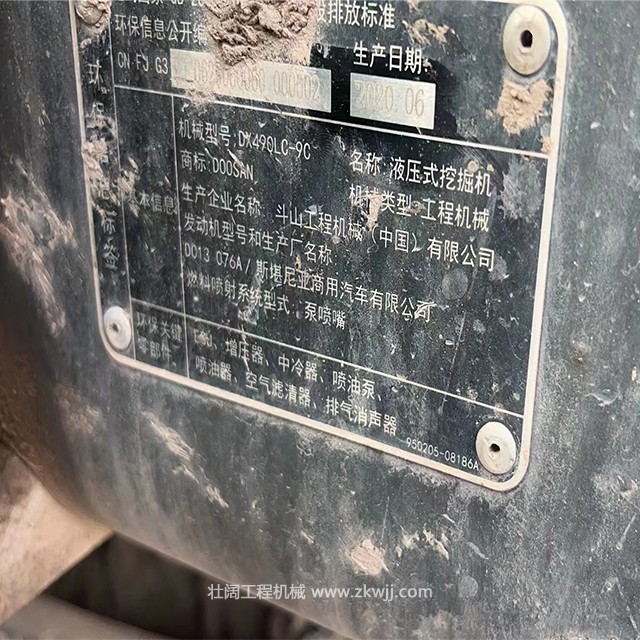 排放标准
环保信息公开编
生产日期:
CN FJ G3
000002
2020.06
机械型号:DX490LC-9C
名称:液压式挖掘机
商标:DOOSAN
机械类型:工程机械
生产企业名称: 斗山工程机械（中国）有限公司
发动机型号和生产厂名称:
DC13 076A/斯堪尼亚商用汽车有限公司
燃料喷射系统型式:泵喷嘴
本信息
环保关键
零部件
ECU、增压器、中冷器、喷油泵、
喷油器、空气滤清器、排气消声器
950205-08186A
壮阔工程机械 www.zkwjj.com